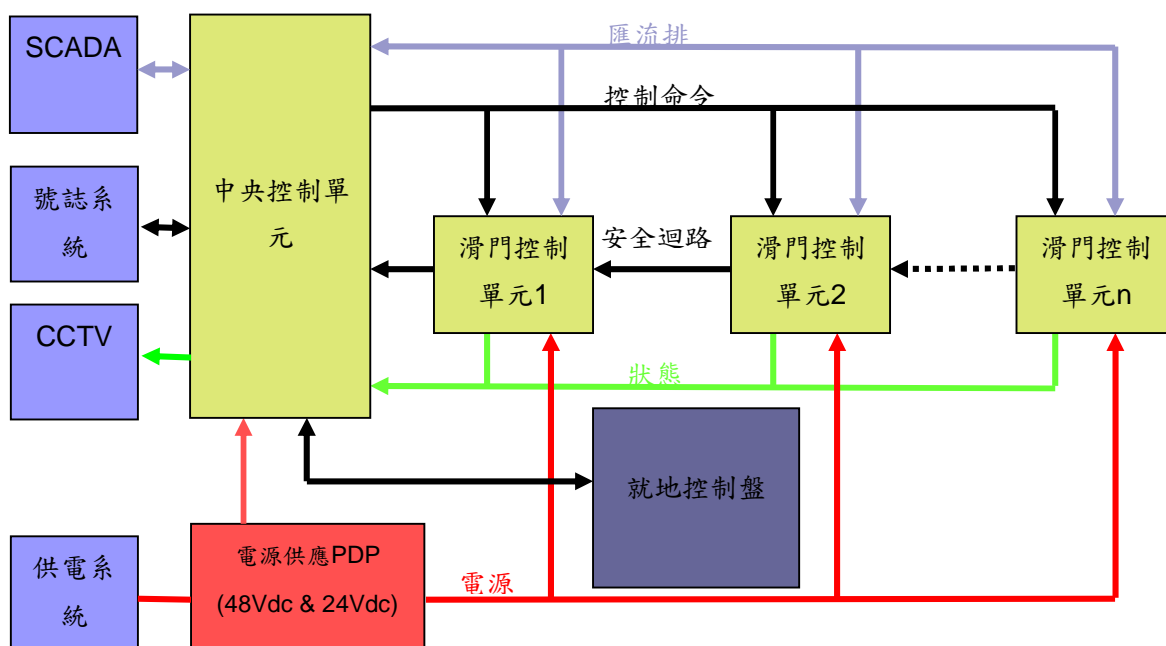 SCADA
匯流排
控制命令
中央控制單
元
號誌系
統
安全迴路
滑門控制
單元1
滑門控制
單元2
滑門控制
單元n
CCTV
狀態
就地控制盤
供電系
統
電源供應PDP
(48Vdc & 24Vdc)
電源